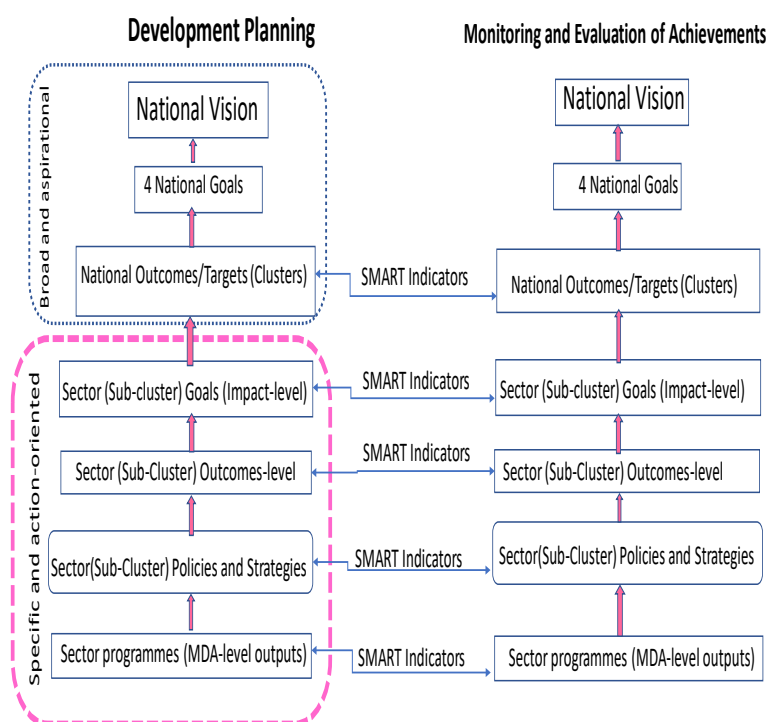 Development Planning
Monitoring and Evaluation of Achievements
Broad and aspirational
National Vision
National Vision
4 National Goals
4 National Goals
National Outcomes/Targets (Clusters)
SMART Indicators
National Outcomes/Targets (Clusters)
Specific and action-oriented
Sector (Sub-cluster) Goals (Impact-level)
SMART Indicators
Sector (Sub-cluster) Goals (Impact-level)
Sector (Sub-Cluster) Outcomes-level
SMART Indicators
Sector (Sub-Cluster) Outcomes-level
Sector(Sub-Cluster) Policies and Strategies
SMART Indicators
Sector(Sub-Cluster) Policies and Strategies
Sector programmes (MDA-level outputs)
SMART Indicators
Sector programmes (MDA-level outputs)